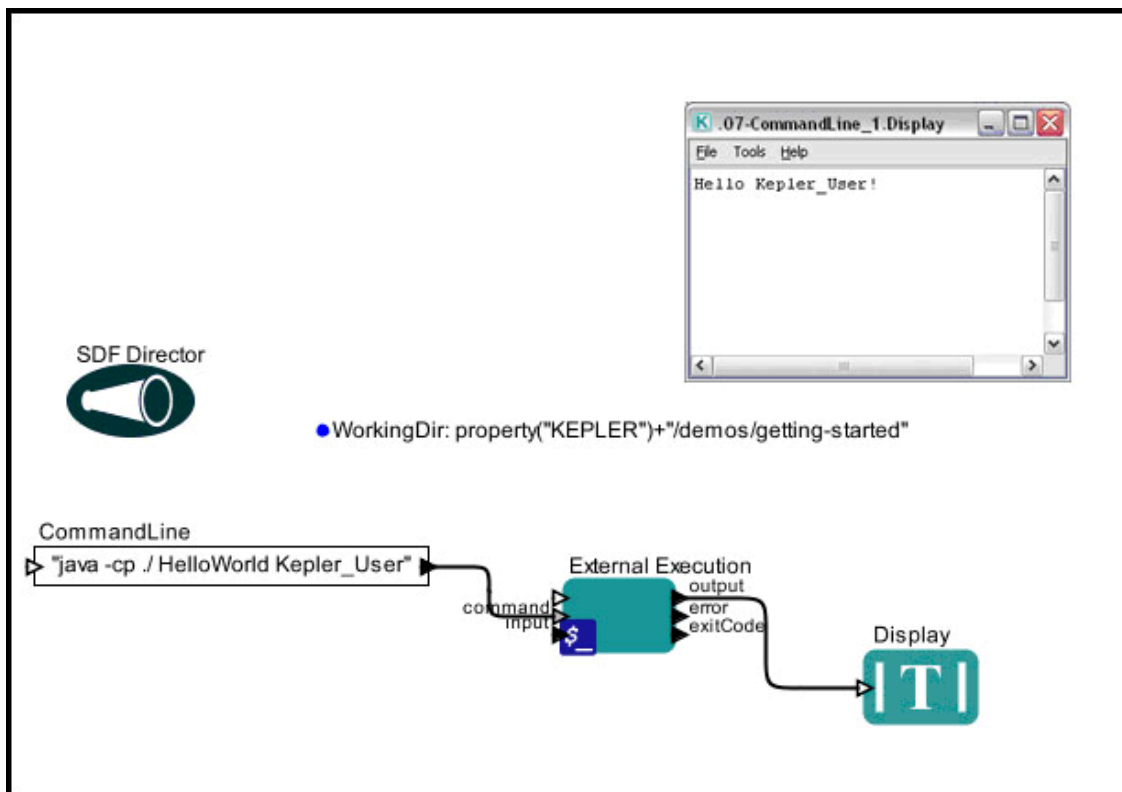 K .07-CommandLine_1.Display
File Tools Help
Hello Kepler_User!
SDF Director
WorkingDir: property("KEPLER")+"/demos/getting-started"
CommandLine
"java -cp ./ HelloWorld Kepler_User"
External Execution
command
input
output
error
exitCode
$_
Display
T